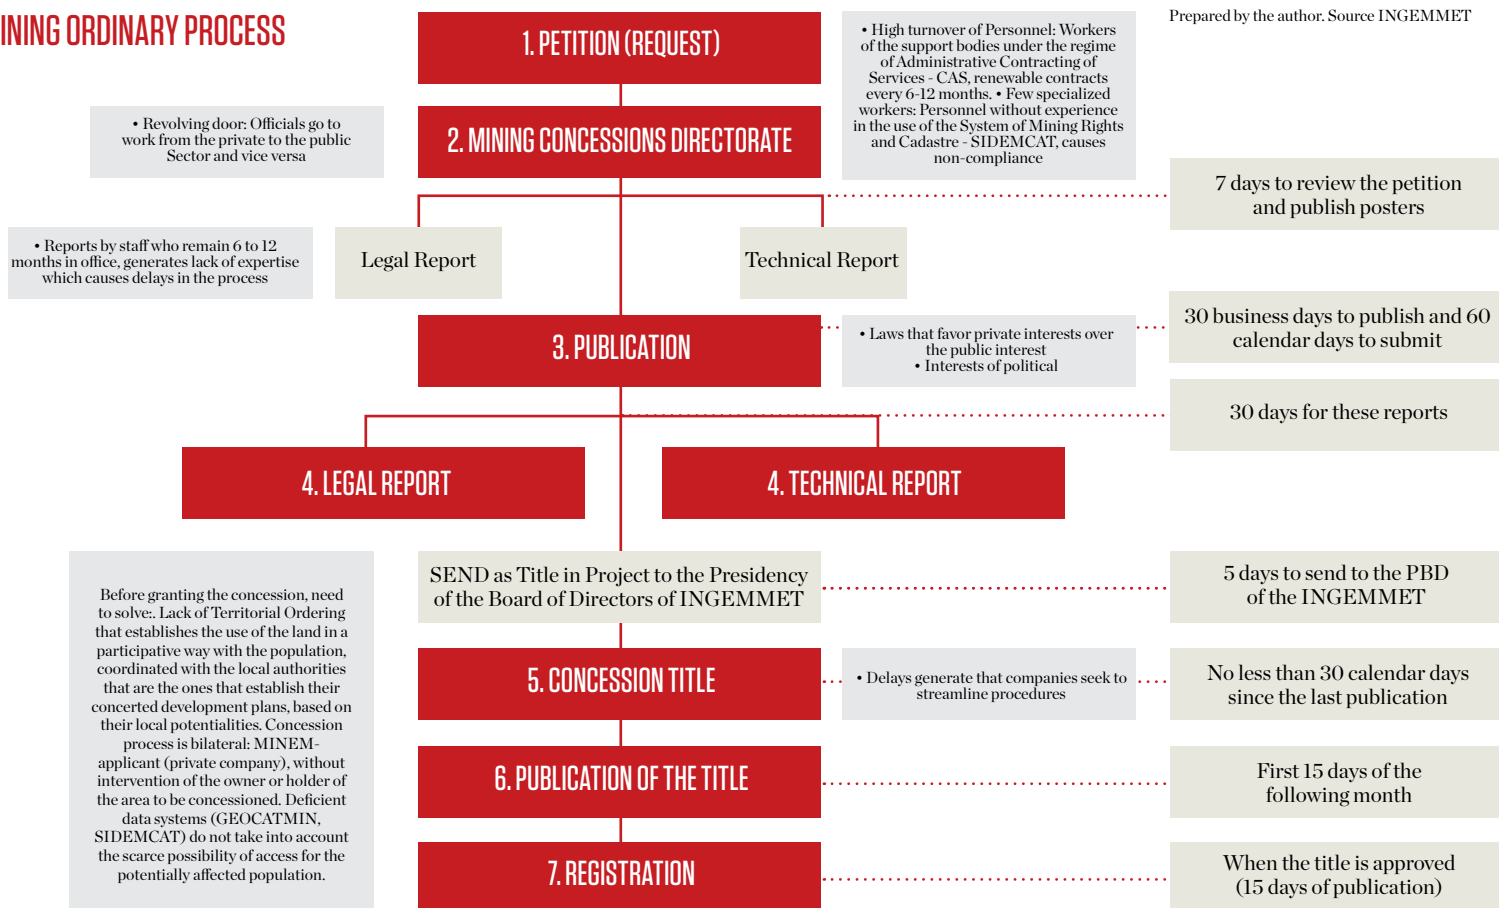 INING ORDINARY PROCESS
Prepared by the author. Source INGEMMET
1. PETITION (REQUEST)
• High turnover of Personnel: Workers
of the support bodies under the regime
of Administrative Contracting of
Services - CAS, renewable contracts
every 6-12 months. • Few specialized
workers: Personnel without experience
in the use of the System of Mining Rights
and Cadastre - SIDEMCAT, causes
non-compliance
• Revolving door: Officials go to
work from the private to the public
Sector and vice versa
2. MINING CONCESSIONS DIRECTORATE
7 days to review the petition
and publish posters
• Reports by staff who remain 6 to 12
months in office, generates lack of expertise
which causes delays in the process
Legal Report
Technical Report
3. PUBLICATION
• Laws that favor private interests over
the public interest
• Interests of political
30 business days to publish and 60
calendar days to submit
30 days for these reports
4. LEGAL REPORT
4. TECHNICAL REPORT
Before granting the concession, need
to solve:. Lack of Territorial Ordering
that establishes the use of the land in a
participative way with the population,
coordinated with the local authorities
that are the ones that establish their
concerted development plans, based on
their local potentialities. Concession
process is bilateral: MINEM-
applicant (private company), without
intervention of the owner or holder of
the area to be concessioned. Deficient
data systems (GEOCATMIN,
SIDEMCAT) do not take into account
the scarce possibility of access for the
potentially affected population.
SEND as Title in Project to the Presidency
of the Board of Directors of INGEMMET
5 days to send to the PBD
of the INGEMMET
5. CONCESSION TITLE
• Delays generate that companies seek to
streamline procedures
No less than 30 calendar days
since the last publication
6. PUBLICATION OF THE TITLE
First 15 days of the
following month
7. REGISTRATION
When the title is approved
(15 days of publication)